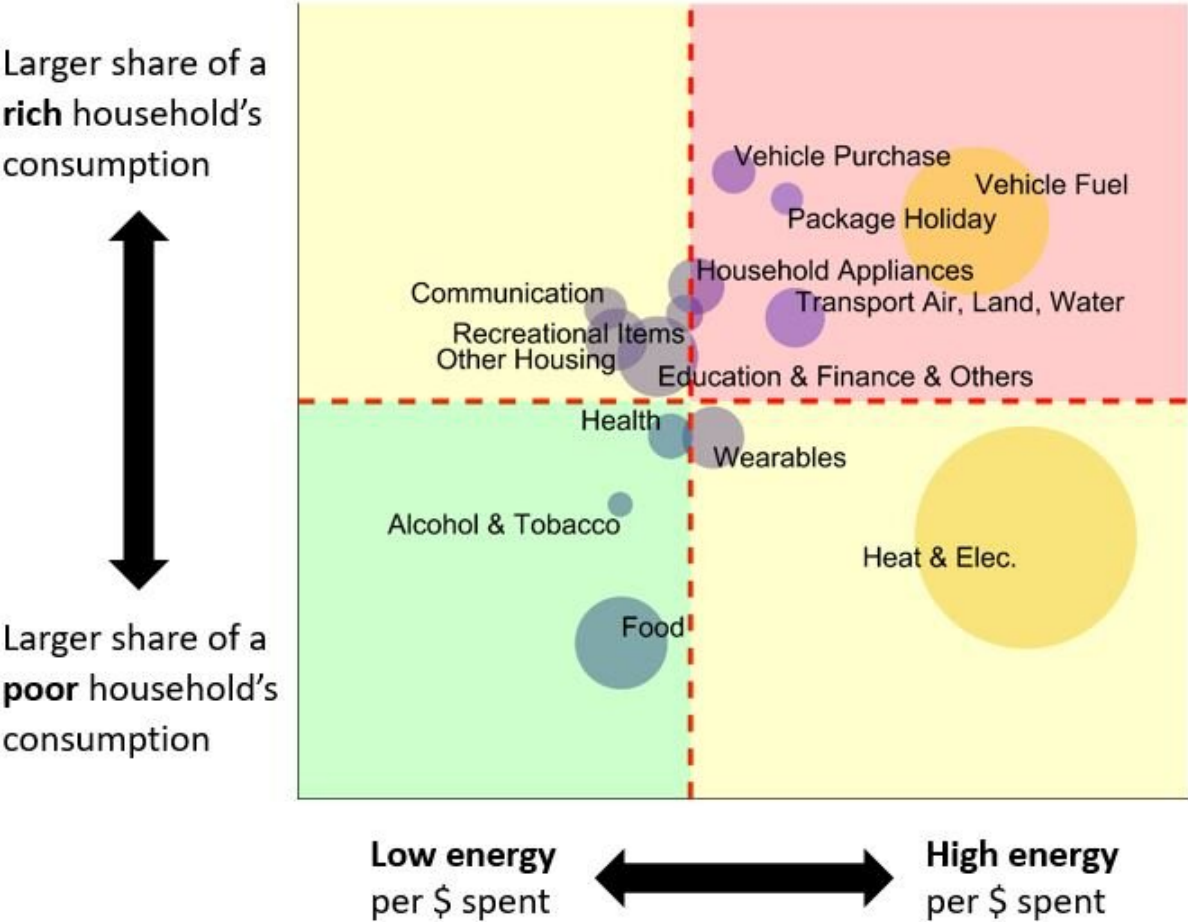 Larger share of a
rich household's
consumption
Vehicle Purchase
Vehicle Fuel
Package Holiday
Household Appliances
Communication
Transport Air, Land, Water
Recreational Items
Other Housing
Education & Finance & Others
Health
Wearables
Alcohol & Tobacco
Heat & Elec.
Food
Larger share of a
poor household's
consumption
Low energy
per $ spent
High energy
per $ spent